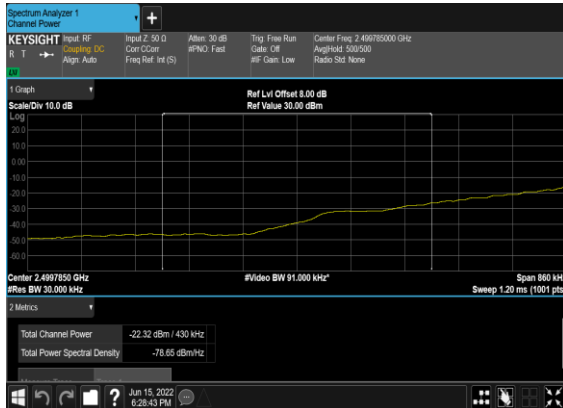 Spectrum Analyzer 1
Channel Power
+
KEYSIGHT
R T
LW
Input: RF
Coupling: DC
Align: Auto
Input Z: 50 Ω
Corr CCorr
Freq Ref: Int (S)
Atten: 30 dB
#PNO: Fast
Trig: Free Run
Gate: Off
#IF Gain: Low
Center Freq: 2.499785000 GHz
Avg|Hold: 500/500
Radio Std: None
1 Graph
Scale/Div 10.0 dB
Ref Lvl Offset 8.00 dB
Ref Value 30.00 dBm
Log
20.0
10.0
0.00
-10.0
-20.0
-30.0
-40.0
-50.0
-60.0
Center 2.4997850 GHz
#Res BW 30.000 kHz
#Video BW 91.000 kHz*
Span 860 kH
Sweep 1.20 ms (1001 pts
2 Metrics
Total Channel Power -22.32 dBm / 430 kHz
Total Power Spectral Density -78.65 dBm/Hz
?
Jun 15, 2022
6:28:43 PM